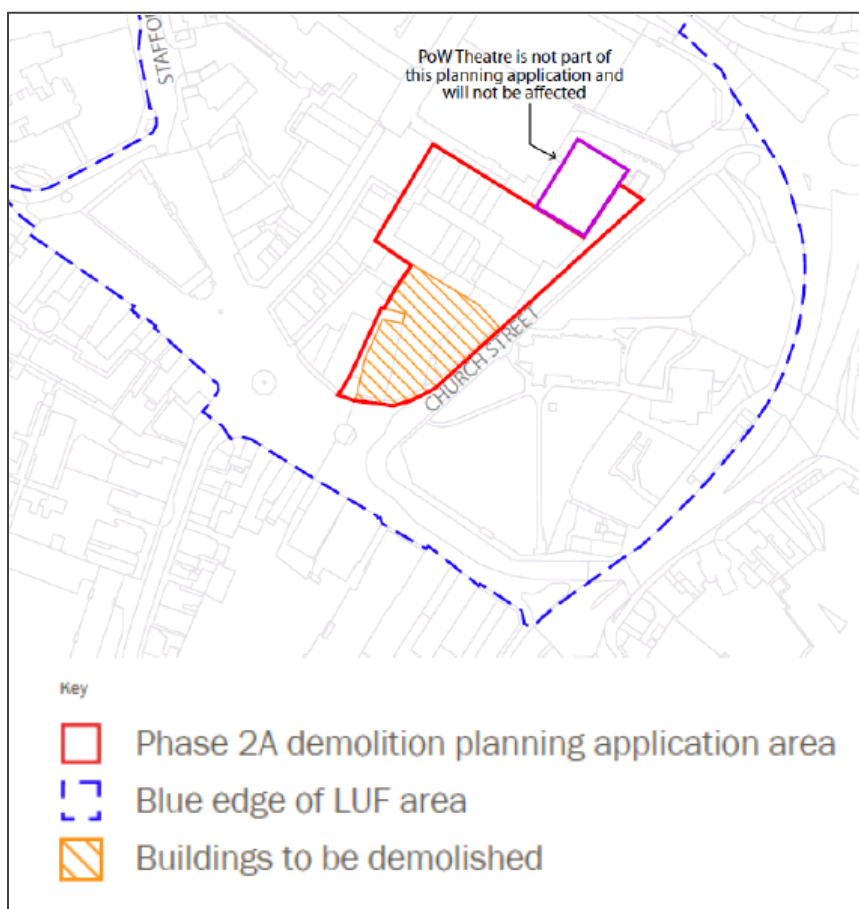 STAFFO
PoW Theatre is not part of
this planning application and
will not be affected
CHURCH STREET
Key
Phase 2A demolition planning application area
Blue edge of LUF area
Buildings to be demolished